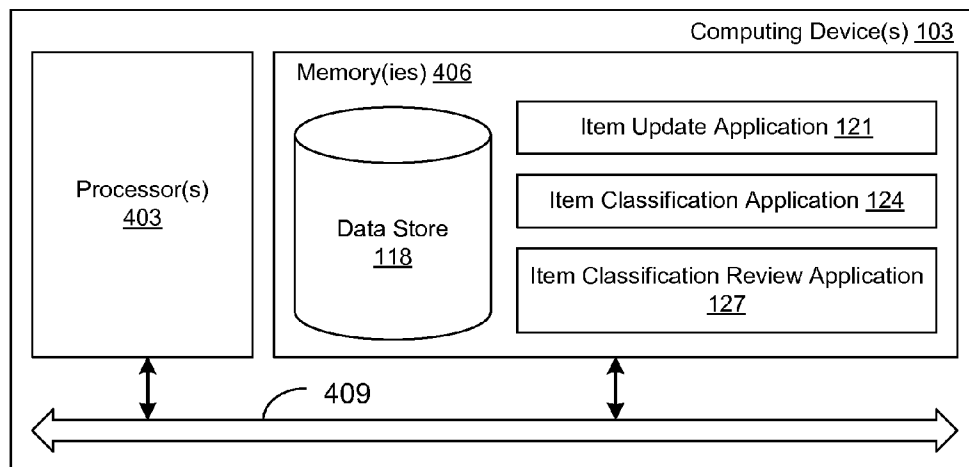 Computing Device(s) 103
Memory(ies) 406
Processor(s)
403
Data Store
118
Item Update Application 121
Item Classification Application 124
Item Classification Review Application
127
409